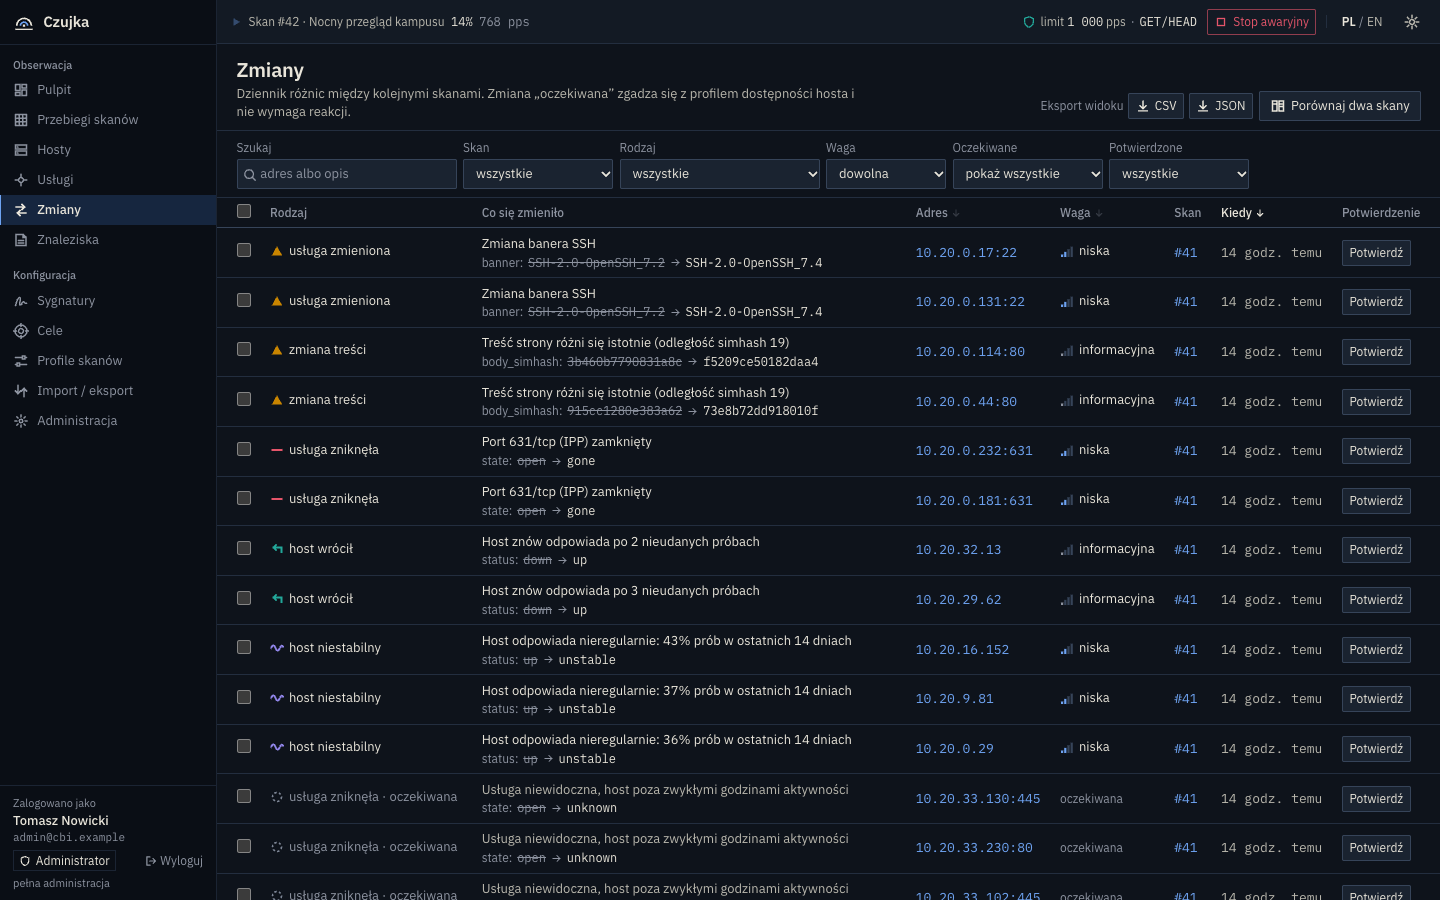 Czujka
Skan #42 · Nocny przegląd kampusu 14% 768 pps
limit 1 000 pps · GET/HEAD
Stop awaryjny
PL / EN
Obserwacja
Pulpit
Przebiegi skanów
Hosty
Usługi
Zmiany
Znaleziska
Konfiguracja
Sygnatury
Cele
Profile skanów
Import / eksport
Administracja
Zalogowano jako
Tomasz Nowicki
admin@cbi.example
Administrator
Wyloguj
pełna administracja
Zmiany
Dziennik różnic między kolejnymi skanami. Zmiana „oczekiwana” zgadza się z profilem dostępności hosta i
nie wymaga reakcji.
Eksport widoku CSV JSON Porównaj dwa skany
Szukaj Skan Rodzaj Waga Oczekiwane Potwierdzone
adres albo opis wszystkie wszystkie dowolna pokaż wszystkie wszystkie
Rodzaj Co się zmieniło Adres ↓ Waga ↓ Skan Kiedy ↓ Potwierdzenie
usługa zmieniona Zmiana banera SSH 10.20.0.17:22 niska #41 14 godz. temu Potwierdź
banner: SSH-2.0-OpenSSH_7.2 → SSH-2.0-OpenSSH_7.4
usługa zmieniona Zmiana banera SSH 10.20.0.131:22 niska #41 14 godz. temu Potwierdź
banner: SSH-2.0-OpenSSH_7.2 → SSH-2.0-OpenSSH_7.4
zmiana treści Treść strony różni się istotnie (odległość simhash 19) 10.20.0.114:80 informacyjna #41 14 godz. temu Potwierdź
body_simhash: 3b460b7790831a8c → f5209ce50182daa4
zmiana treści Treść strony różni się istotnie (odległość simhash 19) 10.20.0.44:80 informacyjna #41 14 godz. temu Potwierdź
body_simhash: 915cc1280e383a62 → 73e8b72dd918010f
usługa zniknęła Port 631/tcp (IPP) zamknięty 10.20.0.232:631 niska #41 14 godz. temu Potwierdź
state: open → gone
usługa zniknęła Port 631/tcp (IPP) zamknięty 10.20.0.181:631 niska #41 14 godz. temu Potwierdź
state: open → gone
host wrócił Host znów odpowiada po 2 nieudanych próbach 10.20.32.13 informacyjna #41 14 godz. temu Potwierdź
status: down → up
host wrócił Host znów odpowiada po 3 nieudanych próbach 10.20.29.62 informacyjna #41 14 godz. temu Potwierdź
status: down → up
host niestabilny Host odpowiada nieregularnie: 43% prób w ostatnich 14 dniach 10.20.16.152 niska #41 14 godz. temu Potwierdź
status: up → unstable
host niestabilny Host odpowiada nieregularnie: 37% prób w ostatnich 14 dniach 10.20.9.81 niska #41 14 godz. temu Potwierdź
status: up → unstable
host niestabilny Host odpowiada nieregularnie: 36% prób w ostatnich 14 dniach 10.20.0.29 niska #41 14 godz. temu Potwierdź
status: up → unstable
usługa zniknęła · oczekiwana Usługa niewidoczna, host poza zwykłymi godzinami aktywności 10.20.33.130:445 oczekiwana #41 14 godz. temu Potwierdź
state: open → unknown
usługa zniknęła · oczekiwana Usługa niewidoczna, host poza zwykłymi godzinami aktywności 10.20.33.230:80 oczekiwana #41 14 godz. temu Potwierdź
state: open → unknown
usługa zniknęła · oczekiwana Usługa niewidoczna, host poza zwykłymi godzinami aktywności 10.20.33.102:445 oczekiwana #41 14 godz. temu Potwierdź